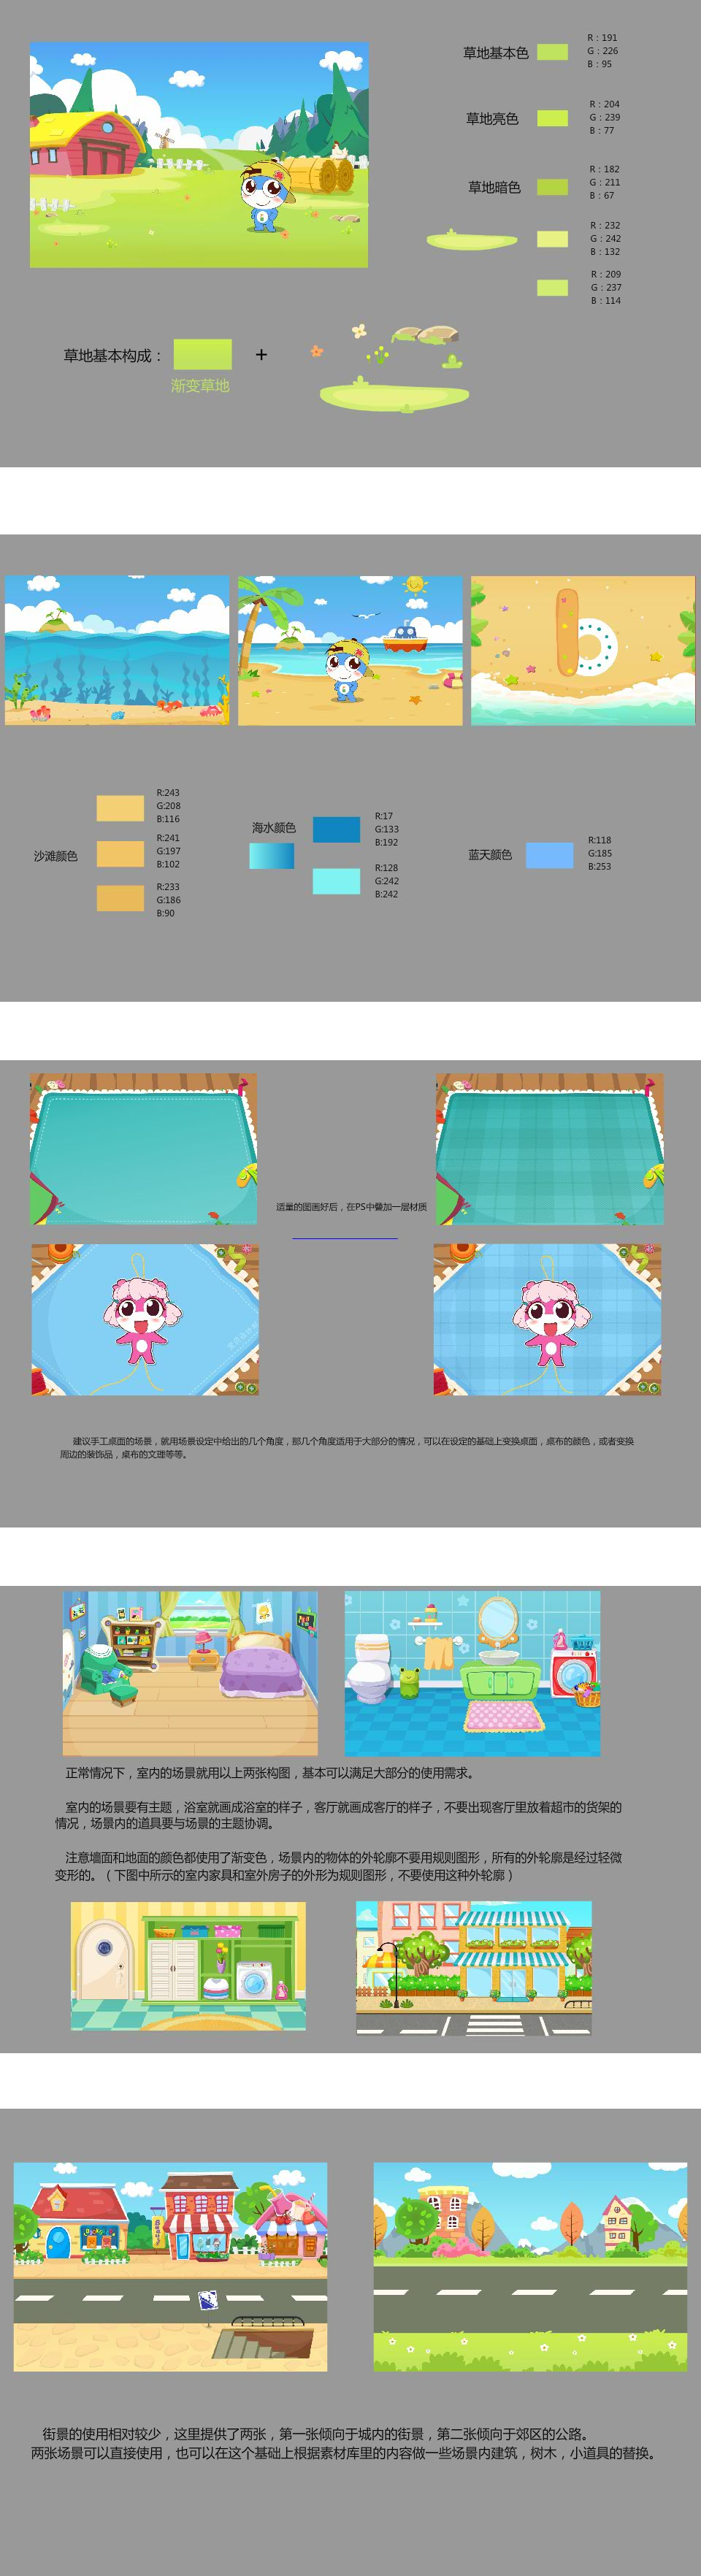 草地基本色
R：191
G：226
B：95
草地亮色
R：204
G：239
B：77
草地暗色
R：182
G：211
B：67
R：232
G：242
B：132
R：209
G：237
B：114
草地基本构成：
+
渐变草地
沙滩颜色
R:243
G:208
B:116
R:241
G:197
B:102
R:233
G:186
B:90
海水颜色
R:17
G:133
B:192
R:128
G:242
B:242
蓝天颜色
R:118
G:185
B:253
适量的图画好后，在PS中叠加一层材质
建议手工桌面的场景，就用场景设定中给出的几个角度，那几个角度适用于大部分的情况，可以在设定的基础上变换桌面，桌布的颜色，或者变换
周边的装饰品，桌布的文理等等。
正常情况下，室内的场景就用以上两张构图，基本可以满足大部分的使用需求。
室内的场景要有主题，浴室就画成浴室的样子，客厅就画成客厅的样子，不要出现客厅里放着超市的货架的
情况，场景内的道具要与场景的主题协调。
注意墙面和地面的颜色都使用了渐变色，场景内的物体的外轮廓不要用规则图形，所有的外轮廓是经过轻微
变形的。（下图中所示的室内家具和室外房子的外形为规则图形，不要使用这种外轮廓）
街景的使用相对较少，这里提供了两张，第一张倾向于城内的街景，第二张倾向于郊区的公路。
两张场景可以直接使用，也可以在这个基础上根据素材库里的内容做一些场景内建筑，树木，小道具的替换。